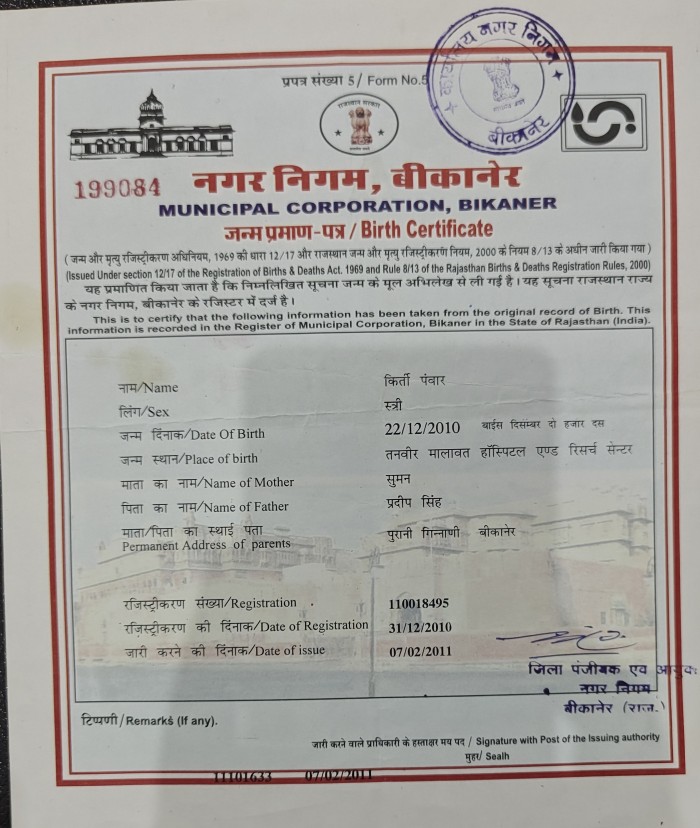 प्रपत्र संख्या 5/ Form No.5
कार्यालय नगर निगम
बीकानेर
राजस्थान सरकार
199084
नगर निगम, बीकानेर
MUNICIPAL CORPORATION, BIKANER
जन्म प्रमाण-पत्र / Birth Certificate
( जन्म और मृत्यु रजिस्ट्रीकरण अधिनियम, 1969 की धारा 12/17 और राजस्थान जन्म और मृत्यु रजिस्ट्रीकरण नियम, 2000 के नियम 8/13 के अधीन जारी किया गया )
(Issued Under section 12/17 of the Registration of Births & Deaths Act. 1969 and Rule 8/13 of the Rajasthan Births & Deaths Registration Rules, 2000)
यह प्रमाणित किया जाता है कि निम्नलिखित सूचना जन्म के मूल अभिलेख से ली गई है। यह सूचना राजस्थान राज्य
के नगर निगम, बीकानेर के रजिस्टर में दर्ज है।
This is to certify that the following information has been taken from the original record of Birth. This
information is recorded in the Register of Municipal Corporation, Bikaner in the State of Rajasthan (India).
नाम/Name किर्ती पंवार
लिंग/Sex स्त्री
जन्म दिंनाक/Date Of Birth 22/12/2010 बाईस दिसम्बर दो हजार दस
जन्म स्थान/Place of birth तनवीर मालावत हॉस्पिटल एण्ड रिसर्च सेन्टर
माता का नाम/Name of Mother सुमन
पिता का नाम/Name of Father प्रदीप सिंह
माता/पिता का स्थाई पता पुरानी गिन्नाणी बीकानेर
Permanent Address of parents
रजिस्ट्रीकरण संख्या/Registration 110018495
रजि़स्ट्रीकरण की दिंनाक/Date of Registration 31/12/2010
जारी करने की दिंनाक/Date of issue 07/02/2011
जिला पंजीबक एव
नगर निगम
बीकानेर (राज.)
टिप्पणी/Remarks (If any).
जारी करने वाले प्राधिकारी के हस्ताक्षर मय पद / Signature with Post of the Issuing authority
मुहर/ Sealh
11101633 07/02/2011